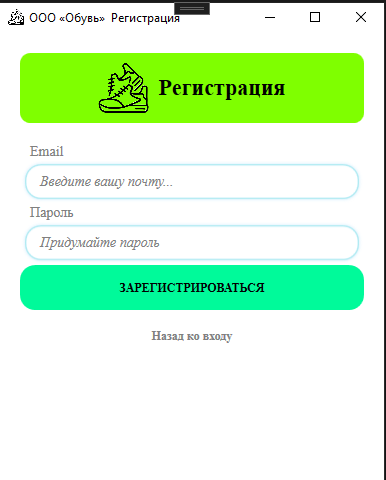 ООО «Обувь» Регистрация
Регистрация
Email
Введите вашу почту...
Пароль
Придумайте пароль
ЗАРЕГИСТРИРОВАТЬСЯ
Назад ко входу